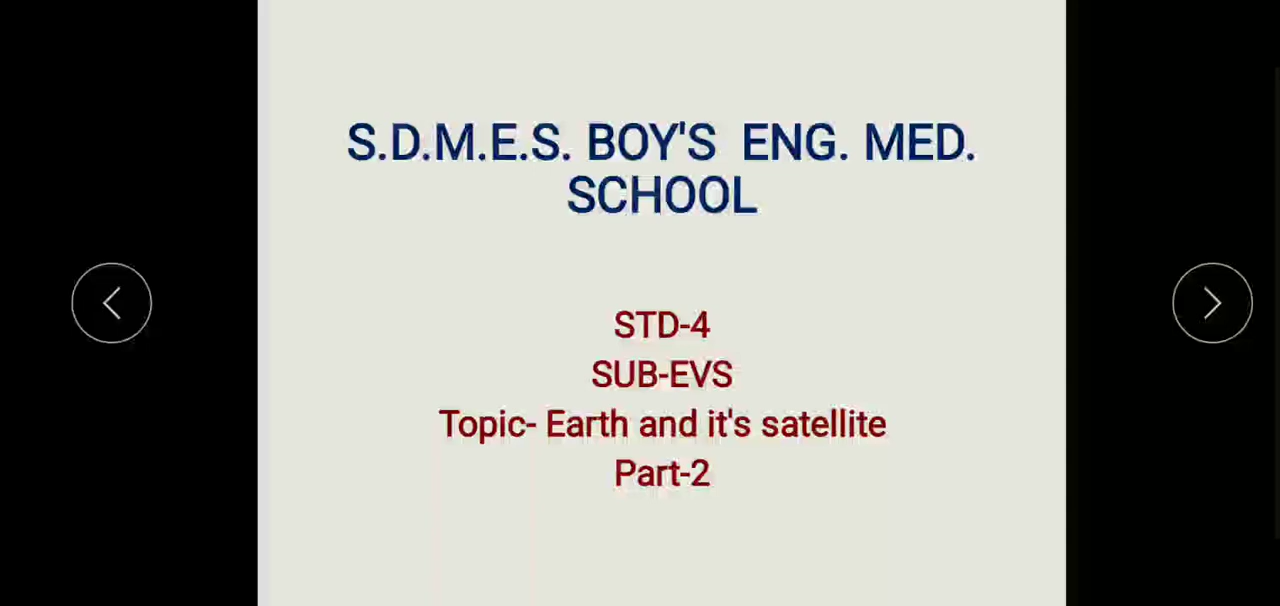 S.D.M.E.S. BOY'S ENG. MED.
SCHOOL
STD-4
SUB-EVS
Topic- Earth and it's satellite
Part-2